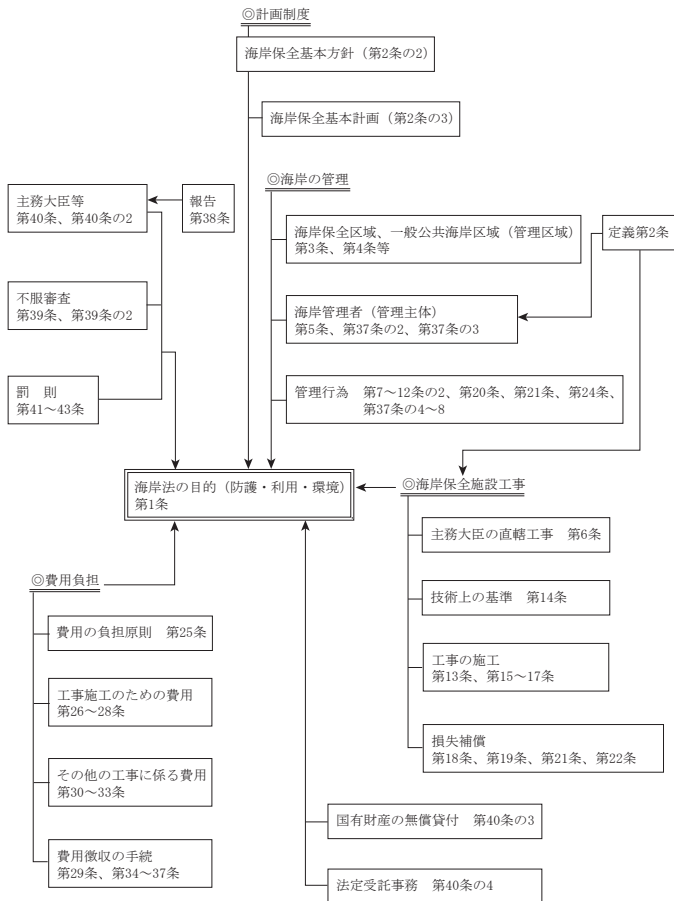 ◎計画制度
海岸保全基本方針（第2条の2）
海岸保全基本計画（第2条の3）
◎海岸の管理
主務大臣等
第40条、第40条の2
報告
第38条
海岸保全区域、一般公共海岸区域（管理区域）
第3条、第4条等
定義第2条
不服審査
第39条、第39条の2
海岸管理者（管理主体）
第5条、第37条の2、第37条の3
罰　則
第41～43条
管理行為　第7～12条の2、第20条、第21条、第24条、
第37条の4～8
海岸法の目的（防護・利用・環境）
第1条
◎海岸保全施設工事
主務大臣の直轄工事　第6条
技術上の基準　第14条
工事の施工
第13条、第15～17条
損失補償
第18条、第19条、第21条、第22条
◎費用負担
費用の負担原則　第25条
工事施工のための費用
第26～28条
その他の工事に係る費用
第30～33条
費用徴収の手続
第29条、第34～37条
国有財産の無償貸付　第40条の3
法定受託事務　第40条の4